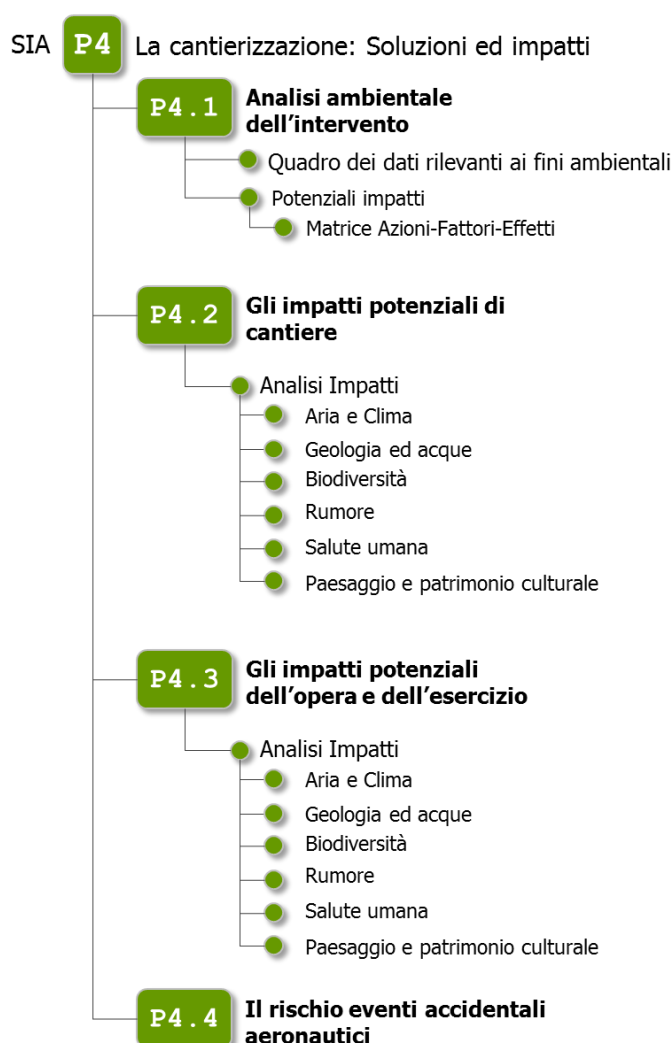 SIA P4 La cantierizzazione: Soluzioni ed impatti
P4.1 Analisi ambientale
dell'intervento
Quadro dei dati rilevanti ai fini ambientali
Potenziali impatti
Matrice Azioni-Fattori-Effetti
P4.2 Gli impatti potenziali di
cantiere
Analisi Impatti
Aria e Clima
Geologia ed acque
Biodiversità
Rumore
Salute umana
Paesaggio e patrimonio culturale
P4.3 Gli impatti potenziali
dell'opera e dell'esercizio
Analisi Impatti
Aria e Clima
Geologia ed acque
Biodiversità
Rumore
Salute umana
Paesaggio e patrimonio culturale
P4.4 Il rischio eventi accidentali
aeronautici